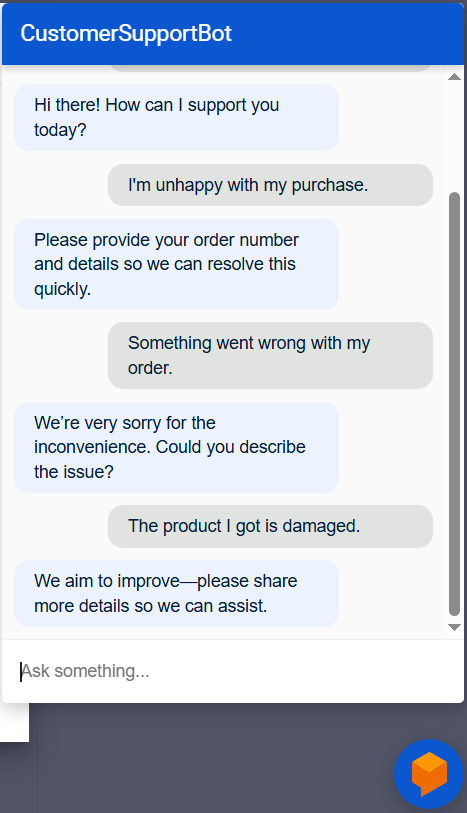 CustomerSupportBot
Hi there! How can I support you
today?
I'm unhappy with my purchase.
Please provide your order number
and details so we can resolve this
quickly.
Something went wrong with my
order.
We’re very sorry for the
inconvenience. Could you describe
the issue?
The product I got is damaged.
We aim to improve—please share
more details so we can assist.
Ask something...